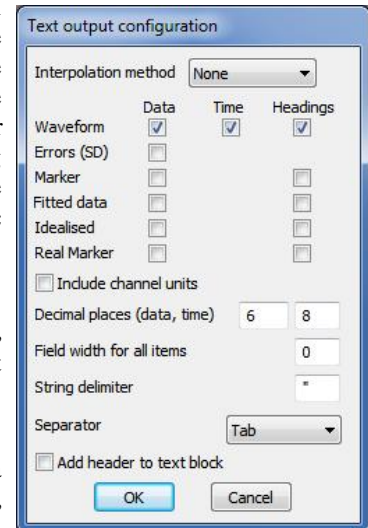 Text output configuration
Interpolation method None
Data Time Headings
Waveform
Errors (SD)
Marker
Fitted data
Idealised
Real Marker
Include channel units
Decimal places (data, time) 6 8
Field width for all items 0
String delimiter "
Separator Tab
Add header to text block
OK Cancel